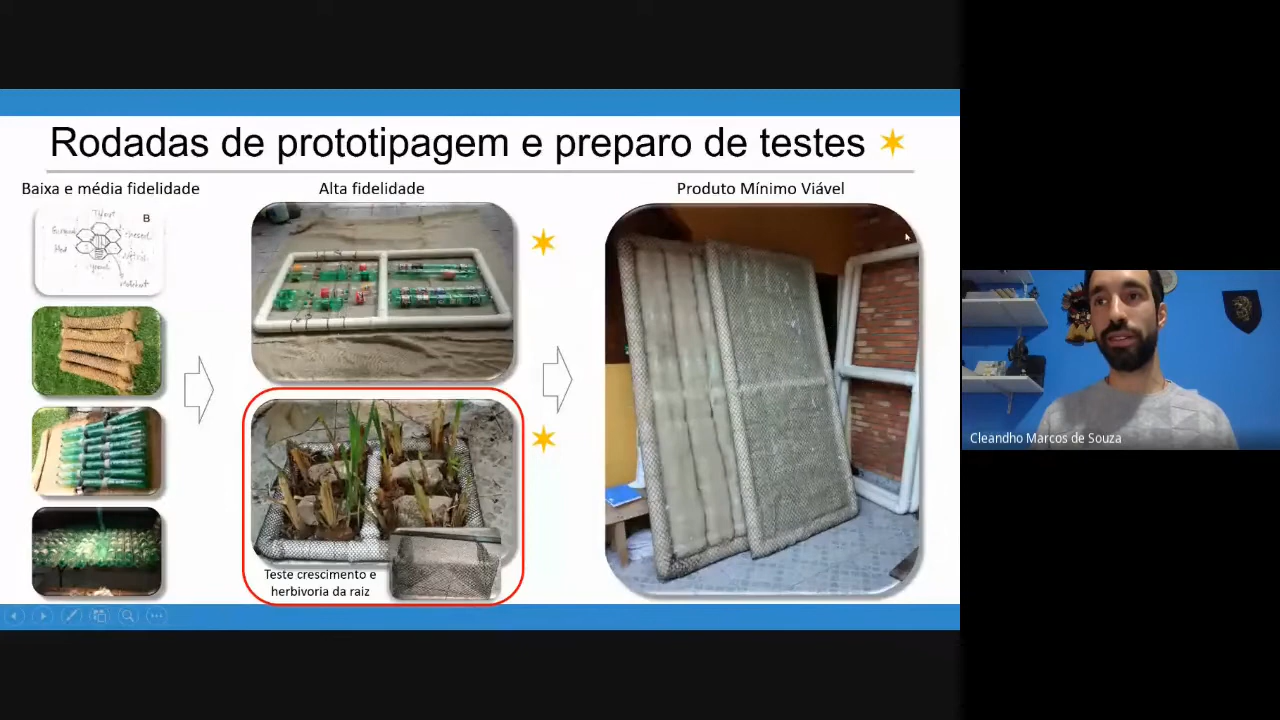 Rodadas de prototipagem e preparo de testes
Baixa e média fidelidade
Alta fidelidade
Produto Mínimo Viável
B
Teste crescimento e
herbivoria da raiz
Cleandho Marcos de Souza